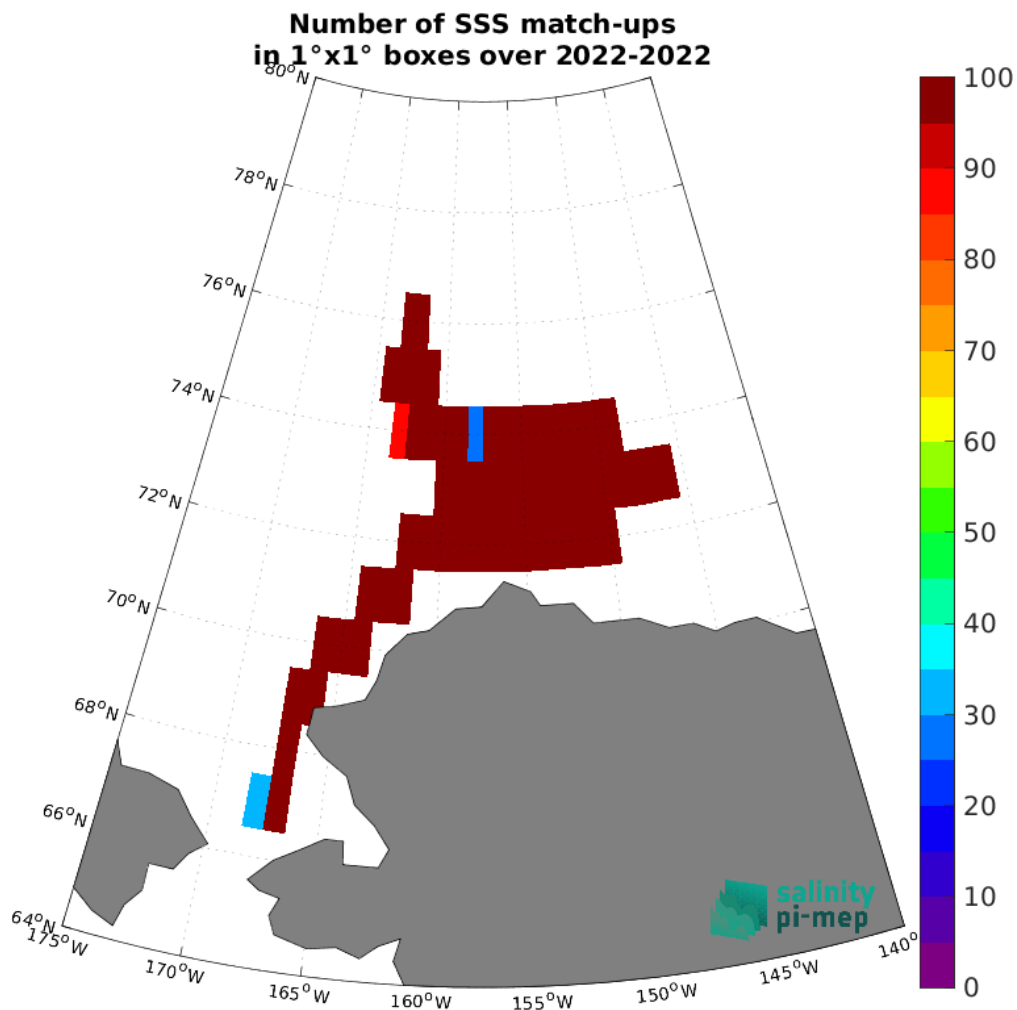 Number of SSS match-ups
in 1°x1° boxes over 2022-2022
80°N
78°N
76°N
74°N
72°N
70°N
68°N
66°N
64°N
175°W
170°W
165°W
160°W
155°W
150°W
145°W
140°
100
90
80
70
60
50
40
30
20
10
0
salinity
pi-mep